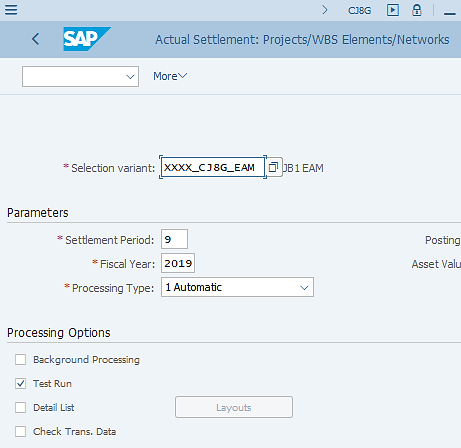 CJ8G
SAP Actual Settlement: Projects/WBS Elements/Networks
More
* Selection variant: XXXX_CJ8G_EAM JB1 EAM
Parameters
* Settlement Period: 9 Posting
* Fiscal Year: 2019 Asset Valu
* Processing Type: 1 Automatic
Processing Options
Background Processing
Test Run
Detail List Layouts
Check Trans. Data